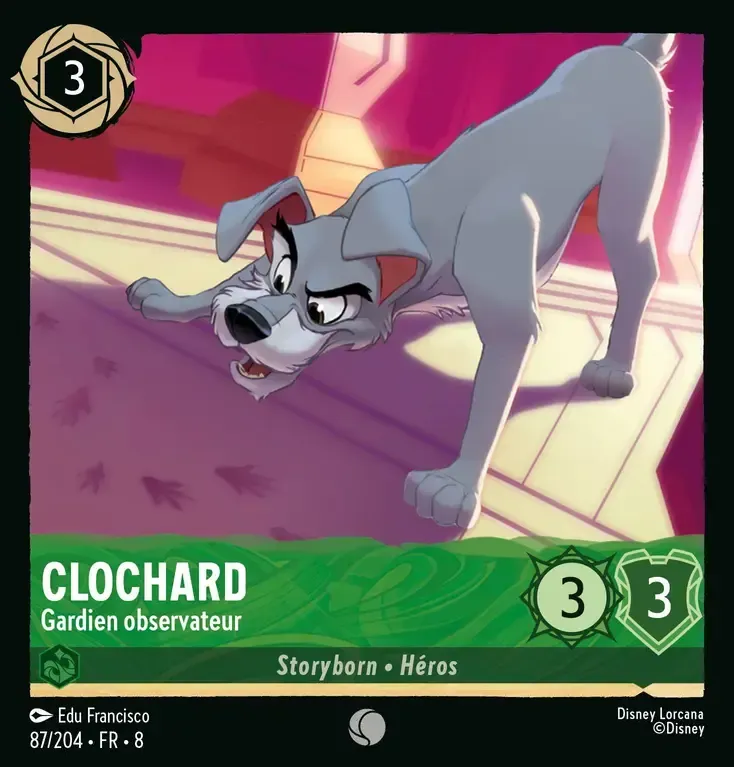 3
CLOCHARD
Gardien observateur
3 3
Storyborn • Héros
Edu Francisco
87/204 • FR • 8
Disney Lorcana
©Disney